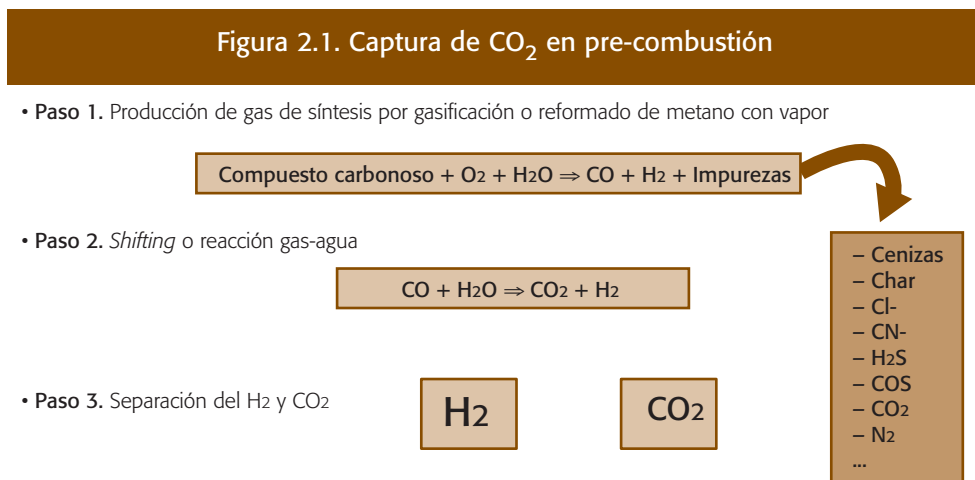 Figura 2.1. Captura de CO2 en pre-combustión
• Paso 1. Producción de gas de síntesis por gasificación o reformado de metano con vapor
Compuesto carbonoso + O2 + H2O ⇒ CO + H2 + Impurezas
• Paso 2. Shifting o reacción gas-agua
CO + H2O ⇒ CO2 + H2
– Cenizas
– Char
– Cl-
– CN-
– H2S
– COS
– CO2
– N2
...
• Paso 3. Separación del H2 y CO2
H2
CO2